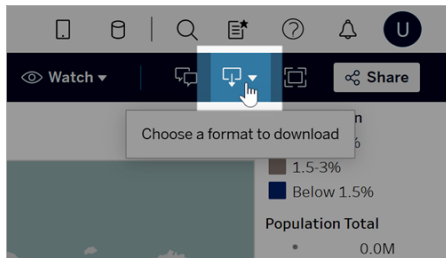 U
Watch
Share
Choose a format to download
n
%
1.5-3%
Below 1.5%
Population Total
0.0M